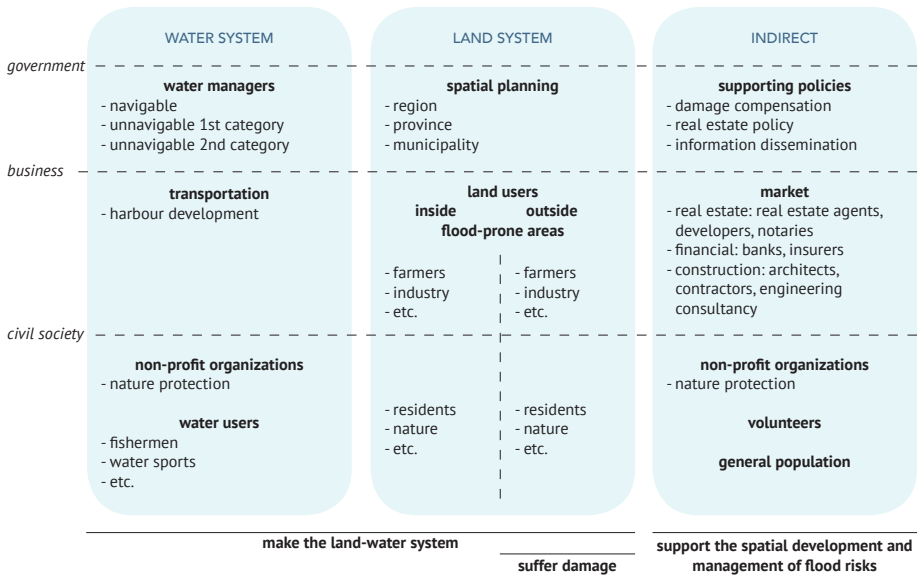 WATER SYSTEM
LAND SYSTEM
INDIRECT
government
water managers
- navigable
- unnavigable 1st category
- unnavigable 2nd category
spatial planning
- region
- province
- municipality
supporting policies
- damage compensation
- real estate policy
- information dissemination
business
transportation
- harbour development
land users
inside outside
flood-prone areas
- farmers
- industry
- etc.
- farmers
- industry
- etc.
market
- real estate: real estate agents,
developers, notaries
- financial: banks, insurers
- construction: architects,
contractors, engineering
consultancy
civil society
non-profit organizations
- nature protection
water users
- fishermen
- water sports
- etc.
- residents
- nature
- etc.
- residents
- nature
- etc.
non-profit organizations
- nature protection
volunteers
general population
make the land-water system
suffer damage
support the spatial development and
management of flood risks